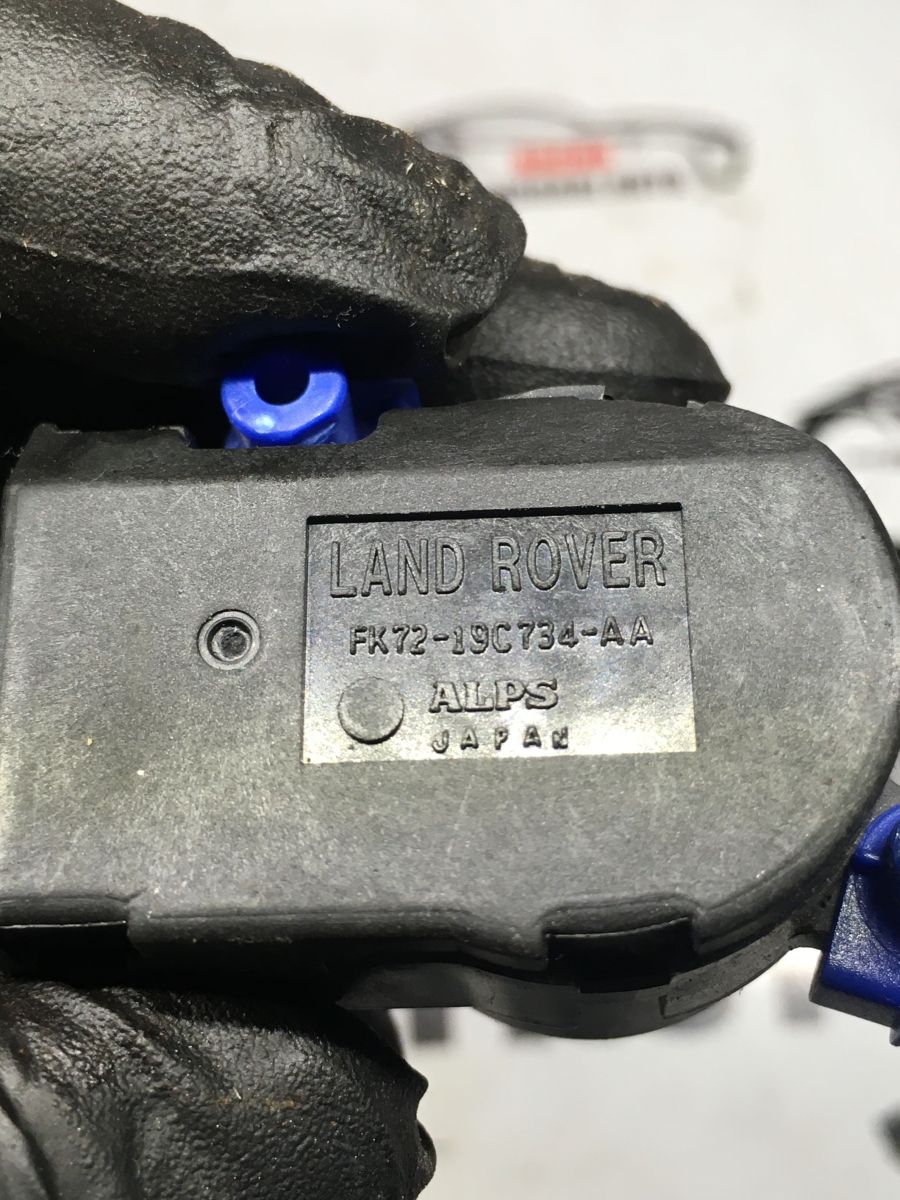 LAND ROVER
FK72-19C734-AA
ALPS
JAPAN